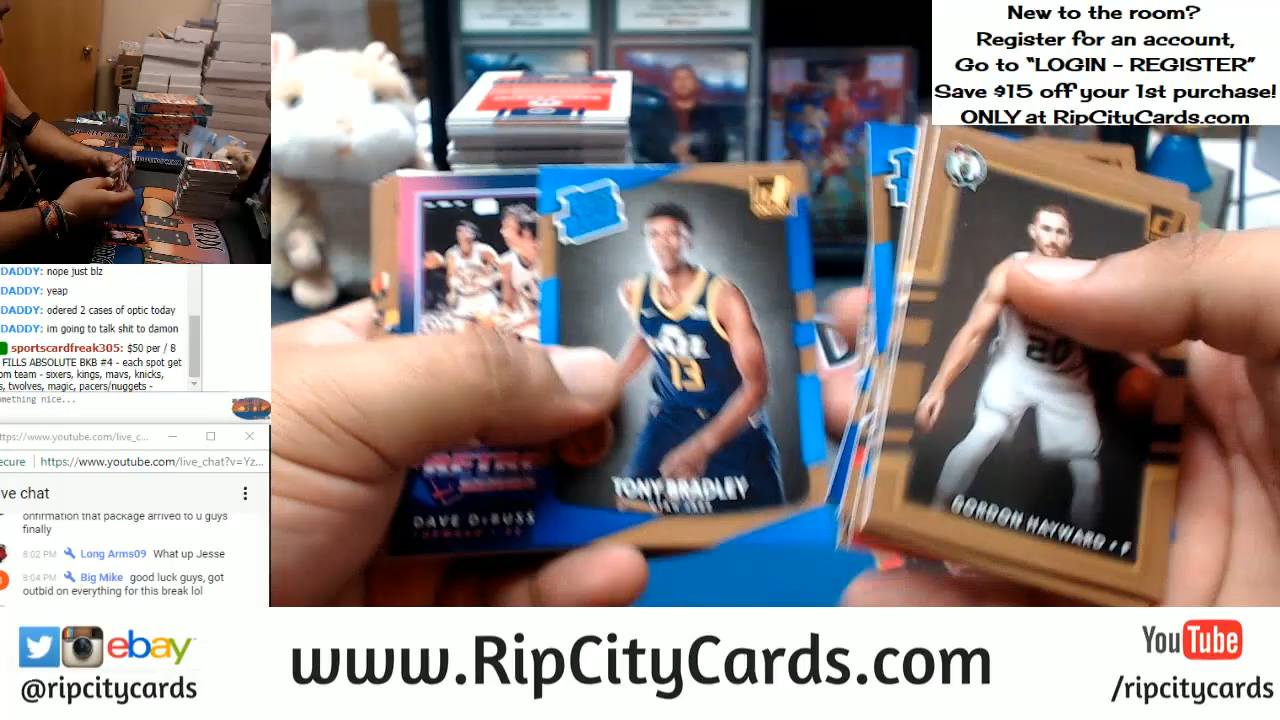 New to the room?
Register for an account,
Go to “LOGIN - REGISTER”
Save $15 off your 1st purchase!
ONLY at RipCityCards.com
DADDY: nope just blz
DADDY: yeap
DADDY: odered 2 cases of optic today
DADDY: im going to talk shit to damon
sportscardfreak305: $50 per / 8
FILLS ABSOLUTE BKB #4 - each spot get
om team - sixers, kings, mavs, knicks,
s, twolves, magic, pacers/nuggets -
omething nice...
ttps://www.youtube.com/live_c...
ecure
https://www.youtube.com/live_chat?v=Yz...
ve chat
onfirmation that package arrived to u guys
finally
8:02 PM Long Arms09 What up Jesse
8:04 PM Big Mike good luck guys, got
outbid on everything for this break lol
13
TONY BRADLEY
RETRO
SERIES
DAVE DeBUSS
20
GORDON HAYWARD • F
ebay
@ripcitycards
www.RipCityCards.com
YouTube
/ripcitycards